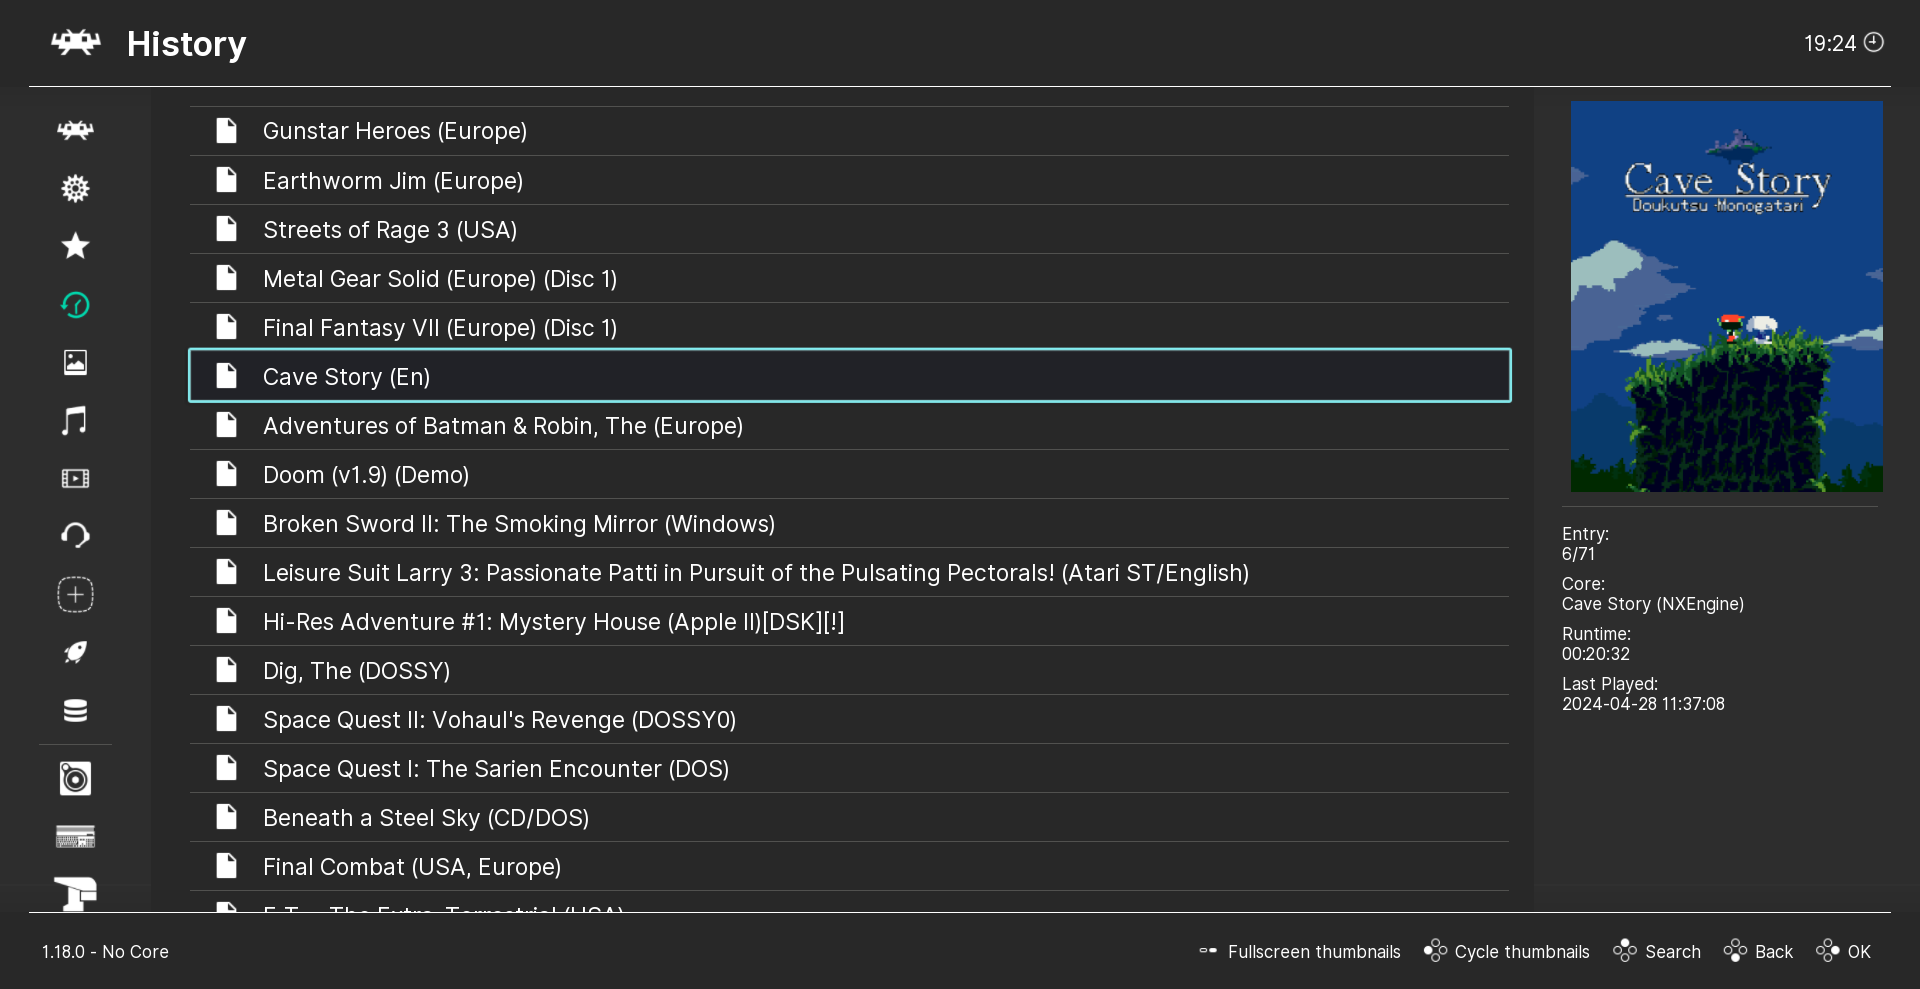 History
19:24
Gunstar Heroes (Europe)
Earthworm Jim (Europe)
Streets of Rage 3 (USA)
Metal Gear Solid (Europe) (Disc 1)
Final Fantasy VII (Europe) (Disc 1)
Cave Story (En)
Adventures of Batman & Robin, The (Europe)
Doom (v1.9) (Demo)
Broken Sword II: The Smoking Mirror (Windows)
Leisure Suit Larry 3: Passionate Patti in Pursuit of the Pulsating Pectorals! (Atari ST/English)
Hi-Res Adventure #1: Mystery House (Apple II)[DSK][!]
Dig, The (DOSSY)
Space Quest II: Vohaul's Revenge (DOSSY0)
Space Quest I: The Sarien Encounter (DOS)
Beneath a Steel Sky (CD/DOS)
Final Combat (USA, Europe)
Cave Story
Doukutsu Monogatari
Entry:
6/71
Core:
Cave Story (NXEngine)
Runtime:
00:20:32
Last Played:
2024-04-28 11:37:08
1.18.0 - No Core
Fullscreen thumbnails
Cycle thumbnails
Search
Back
OK